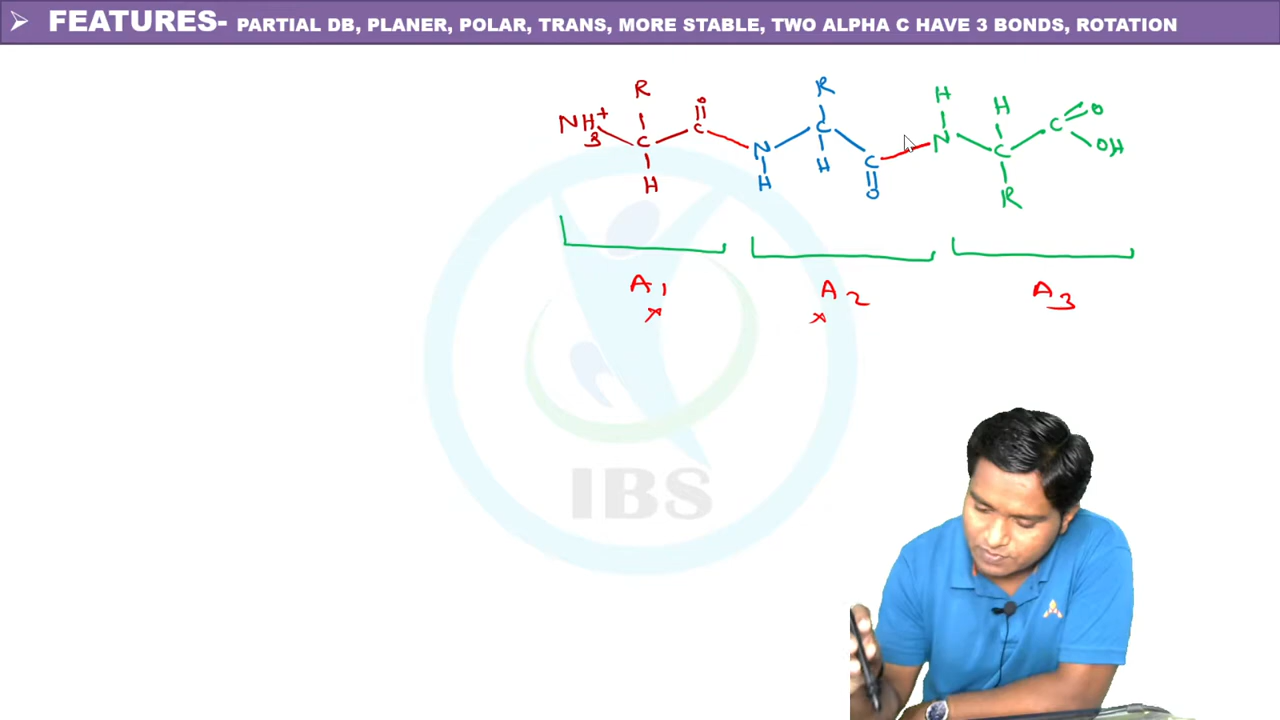 FEATURES- PARTIAL DB, PLANER, POLAR, TRANS, MORE STABLE, TWO ALPHA C HAVE 3 BONDS, ROTATION
R O R H H O
NH3+ C C N C C N C C OH
H H H O R
A1 A2 A3
x x
IBS